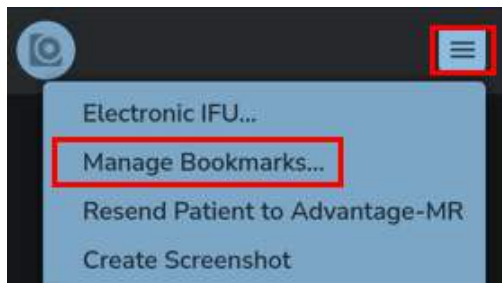 Electronic IFU...
Manage Bookmarks...
Resend Patient to Advantage-MR
Create Screenshot